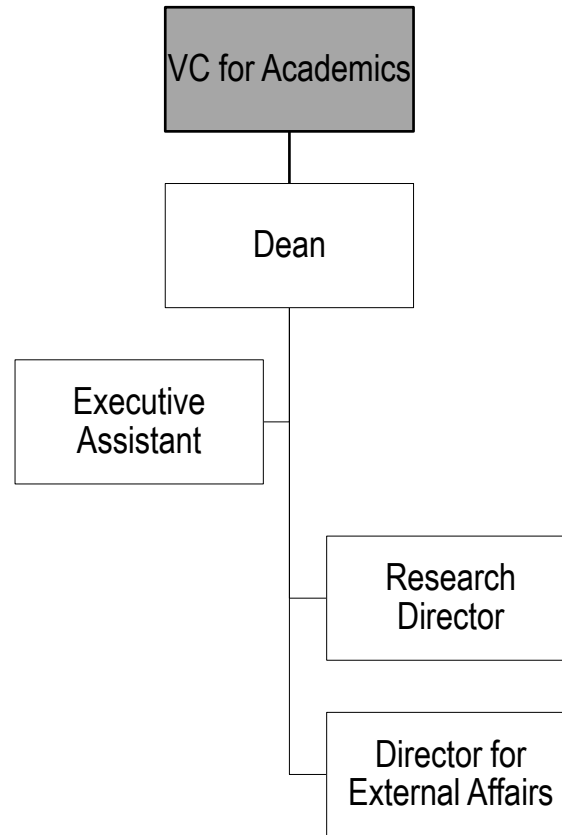 VC for Academics
Dean
Executive
Assistant
Research
Director
Director for
External Affairs